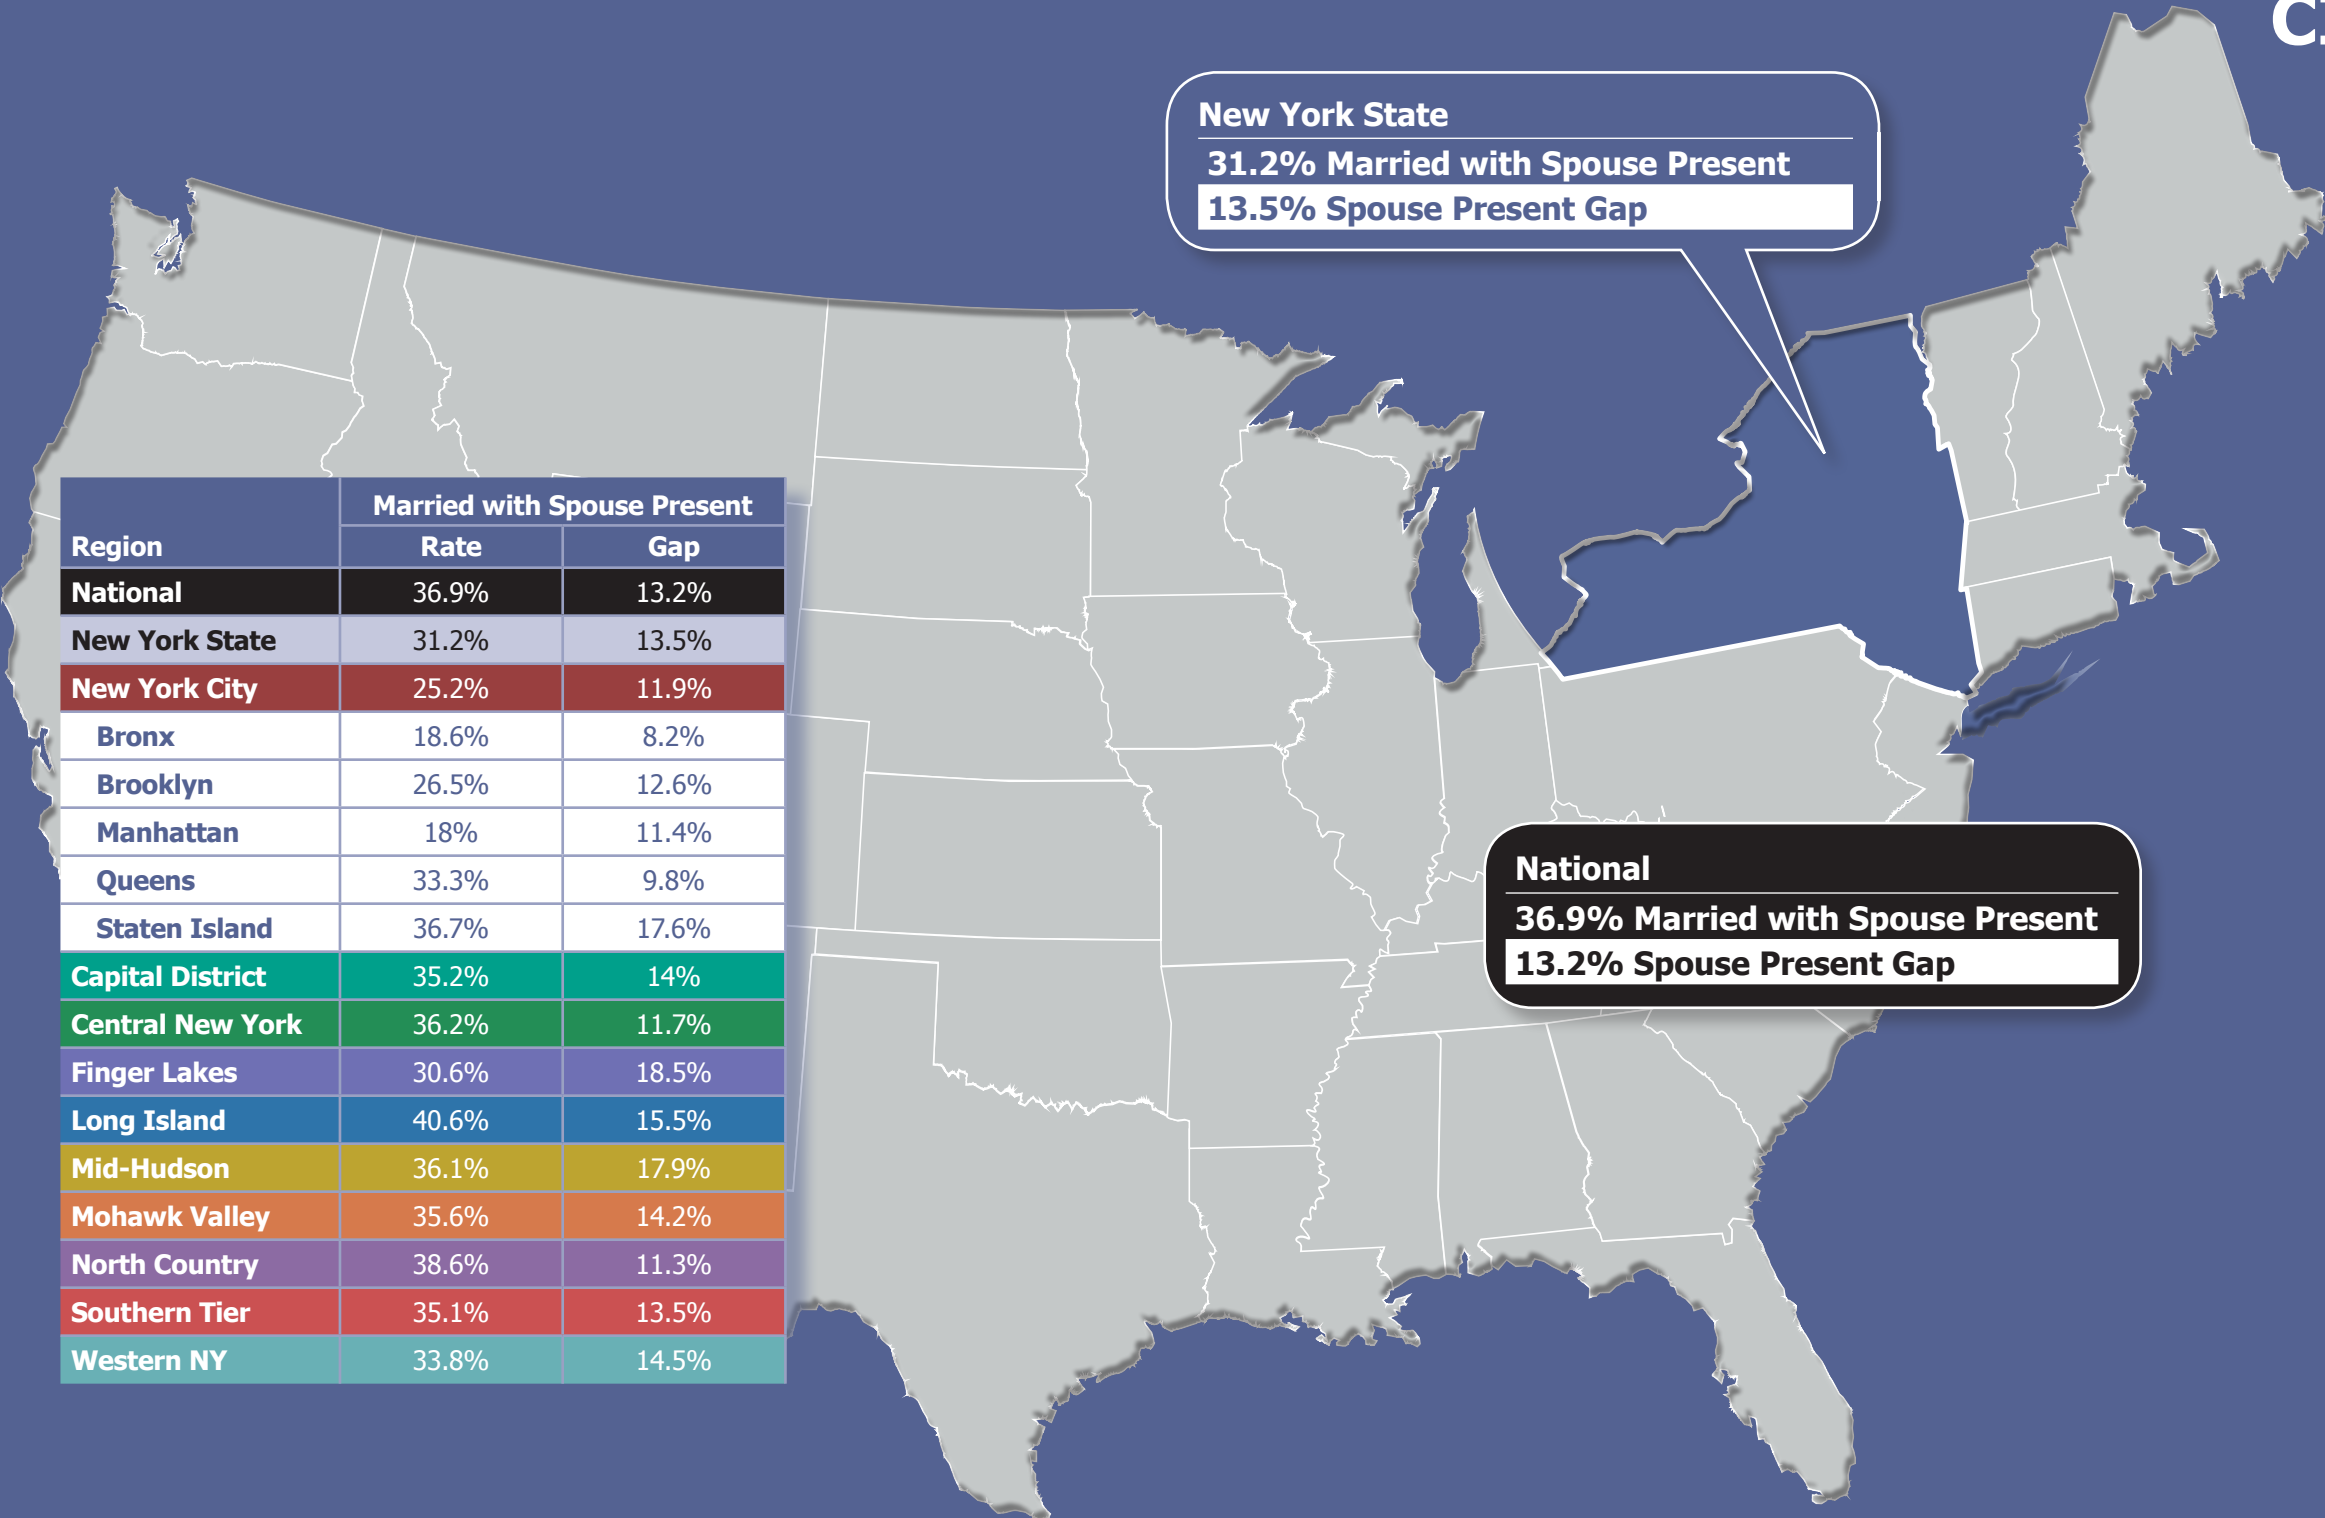 New York State
31.2% Married with Spouse Present
13.5% Spouse Present Gap
Married with Spouse Present
Region Rate Gap
National 36.9% 13.2%
New York State 31.2% 13.5%
New York City 25.2% 11.9%
Bronx 18.6% 8.2%
Brooklyn 26.5% 12.6%
Manhattan 18% 11.4%
Queens 33.3% 9.8%
Staten Island 36.7% 17.6%
Capital District 35.2% 14%
Central New York 36.2% 11.7%
Finger Lakes 30.6% 18.5%
Long Island 40.6% 15.5%
Mid-Hudson 36.1% 17.9%
Mohawk Valley 35.6% 14.2%
North Country 38.6% 11.3%
Southern Tier 35.1% 13.5%
Western NY 33.8% 14.5%
National
36.9% Married with Spouse Present
13.2% Spouse Present Gap